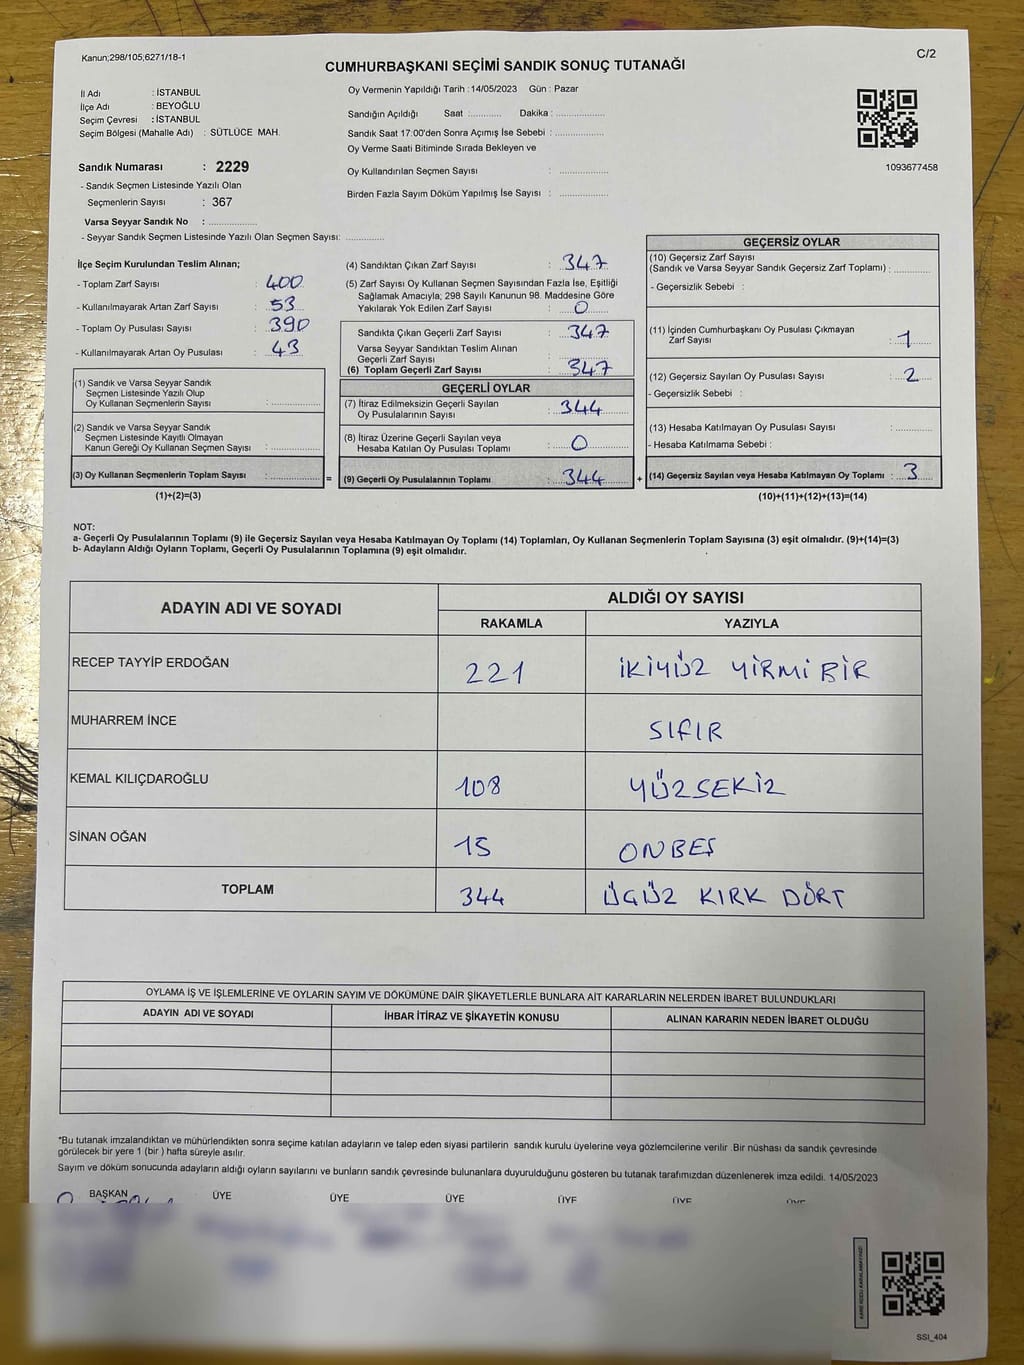 Kanun;298/105;6271/18-1
C/2
CUMHURBAŞKANI SEÇİMİ SANDIK SONUÇ TUTANAĞI
İl Adı : İSTANBUL
İlçe Adı : BEYOĞLU
Seçim Çevresi : İSTANBUL
Seçim Bölgesi (Mahalle Adı) : SÜTLÜCE MAH.
Sandık Numarası : 2229
- Sandık Seçmen Listesinde Yazılı Olan
Seçmenlerin Sayısı : 367
Varsa Seyyar Sandık No : ................
- Seyyar Sandık Seçmen Listesinde Yazılı Olan Seçmen Sayısı: ............
Oy Vermenin Yapıldığı Tarih : 14/05/2023 Gün : Pazar
Sandığın Açıldığı Saat ............ Dakika : ................
Sandık Saat 17:00'den Sonra Açımış İse Sebebi : ................
Oy Verme Saati Bitiminde Sırada Bekleyen ve
Oy Kullandırılan Seçmen Sayısı : ................
Birden Fazla Sayım Döküm Yapılmış İse Sayısı : ................
1093677458
İlçe Seçim Kurulundan Teslim Alınan;
- Toplam Zarf Sayısı : 400
- Kullanılmayarak Artan Zarf Sayısı : 53
- Toplam Oy Pusulası Sayısı : 390
- Kullanılmayarak Artan Oy Pusulası : 43
(1) Sandık ve Varsa Seyyar Sandık
Seçmen Listesinde Yazılı Olup
Oy Kullanan Seçmenlerin Sayısı : ................
(2) Sandık ve Varsa Seyyar Sandık
Seçmen Listesinde Kayıtlı Olmayan
Kanun Gereği Oy Kullanan Seçmen Sayısı : ................
(3) Oy Kullanan Seçmenlerin Toplam Sayısı : ................
(1)+(2)=(3)
=
(4) Sandıktan Çıkan Zarf Sayısı : 347
(5) Zarf Sayısı Oy Kullanan Seçmen Sayısından Fazla İse, Eşitliği
Sağlamak Amacıyla; 298 Sayılı Kanunun 98. Maddesine Göre
Yakılarak Yok Edilen Zarf Sayısı : 0
Sandıkta Çıkan Geçerli Zarf Sayısı : 347
Varsa Seyyar Sandıktan Teslim Alınan
Geçerli Zarf Sayısı : ................
(6) Toplam Geçerli Zarf Sayısı : 347
GEÇERLİ OYLAR
(7) İtiraz Edilmeksizin Geçerli Sayılan
Oy Pusulalarının Sayısı : 344
(8) İtiraz Üzerine Geçerli Sayılan veya
Hesaba Katılan Oy Pusulası Toplamı : 0
(9) Geçerli Oy Pusulalarının Toplamı : 344
+
GEÇERSİZ OYLAR
(10) Geçersiz Zarf Sayısı
(Sandık ve Varsa Seyyar Sandık Geçersiz Zarf Toplamı) : ............
- Geçersizlik Sebebi :
(11) İçinden Cumhurbaşkanı Oy Pusulası Çıkmayan
Zarf Sayısı : 1
(12) Geçersiz Sayılan Oy Pusulası Sayısı : 2
- Geçersizlik Sebebi :
(13) Hesaba Katılmayan Oy Pusulası Sayısı : ............
- Hesaba Katılmama Sebebi :
(14) Geçersiz Sayılan veya Hesaba Katılmayan Oy Toplamı : 3
(10)+(11)+(12)+(13)=(14)
NOT:
a- Geçerli Oy Pusulalarının Toplamı (9) ile Geçersiz Sayılan veya Hesaba Katılmayan Oy Toplamı (14) Toplamları, Oy Kullanan Seçmenlerin Toplam Sayısına (3) eşit olmalıdır. (9)+(14)=(3)
b- Adayların Aldığı Oyların Toplamı, Geçerli Oy Pusulalarının Toplamına (9) eşit olmalıdır.
ADAYIN ADI VE SOYADI
ALDIĞI OY SAYISI
RAKAMLA YAZIYLA
RECEP TAYYİP ERDOĞAN 221 İKİYÜZ YİRMİ BİR
MUHARREM İNCE SIFIR
KEMAL KILIÇDAROĞLU 108 YÜZSEKİZ
SİNAN OĞAN 15 ONBEŞ
TOPLAM 344 ÜÇYÜZ KIRK DÖRT
OYLAMA İŞ VE İŞLEMLERİNE VE OYLARIN SAYIM VE DÖKÜMÜNE DAİR ŞİKAYETLERLE BUNLARA AİT KARARLARIN NELERDEN İBARET BULUNDUKLARI
ADAYIN ADI VE SOYADI İHBAR İTİRAZ VE ŞİKAYETİN KONUSU ALINAN KARARIN NEDEN İBARET OLDUĞU
*Bu tutanak imzalandıktan ve mühürlendikten sonra seçime katılan adayların ve talep eden siyasi partilerin sandık kurulu üyelerine veya gözlemcilerine verilir. Bir nüshası da sandık çevresinde
görülecek bir yere 1 (bir ) hafta süreyle asılır.
Sayım ve döküm sonucunda adayların aldığı oyların sayılarını ve bunların sandık çevresinde bulunanlara duyurulduğunu gösteren bu tutanak tarafımızdan düzenlenerek imza edildi. 14/05/2023
BAŞKAN ÜYE ÜYE ÜYE ÜYE ÜYE ÜYE
SSI_404